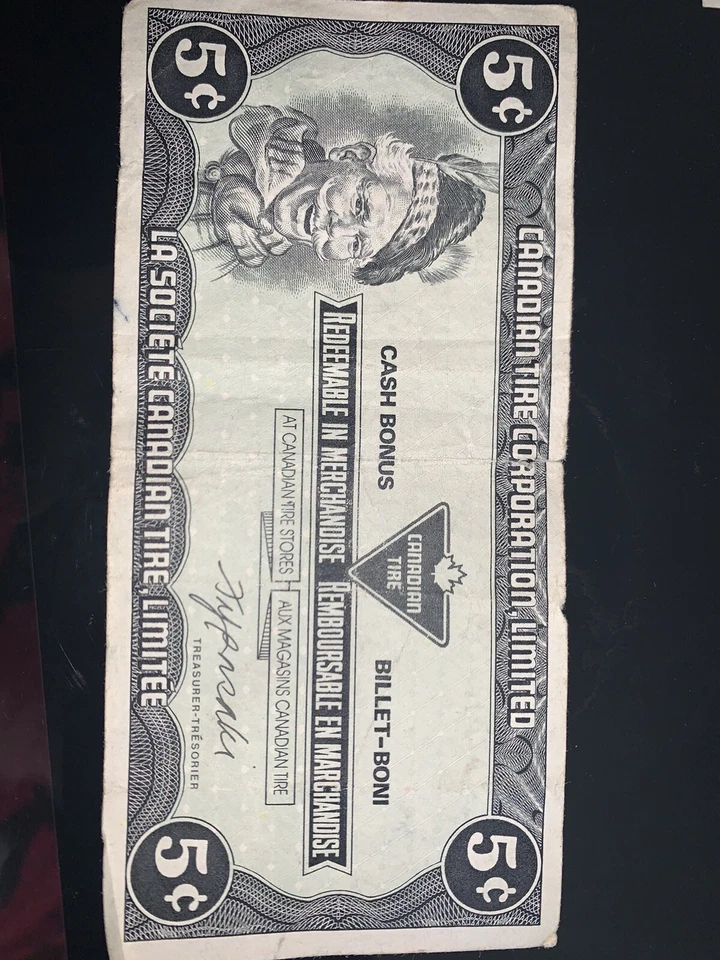 5¢ 5¢
CANADIAN TIRE CORPORATION, LIMITED
CANADIAN
TIRE
CASH BONUS BILLET-BONI
REDEEMABLE IN MERCHANDISE REMBOURSABLE EN MARCHANDISE
AT CANADIAN TIRE STORES AUX MAGASINS CANADIAN TIRE
TREASURER-TRÉSORIER
LA SOCIÉTÉ CANADIAN TIRE, LIMITÉE
5¢ 5¢